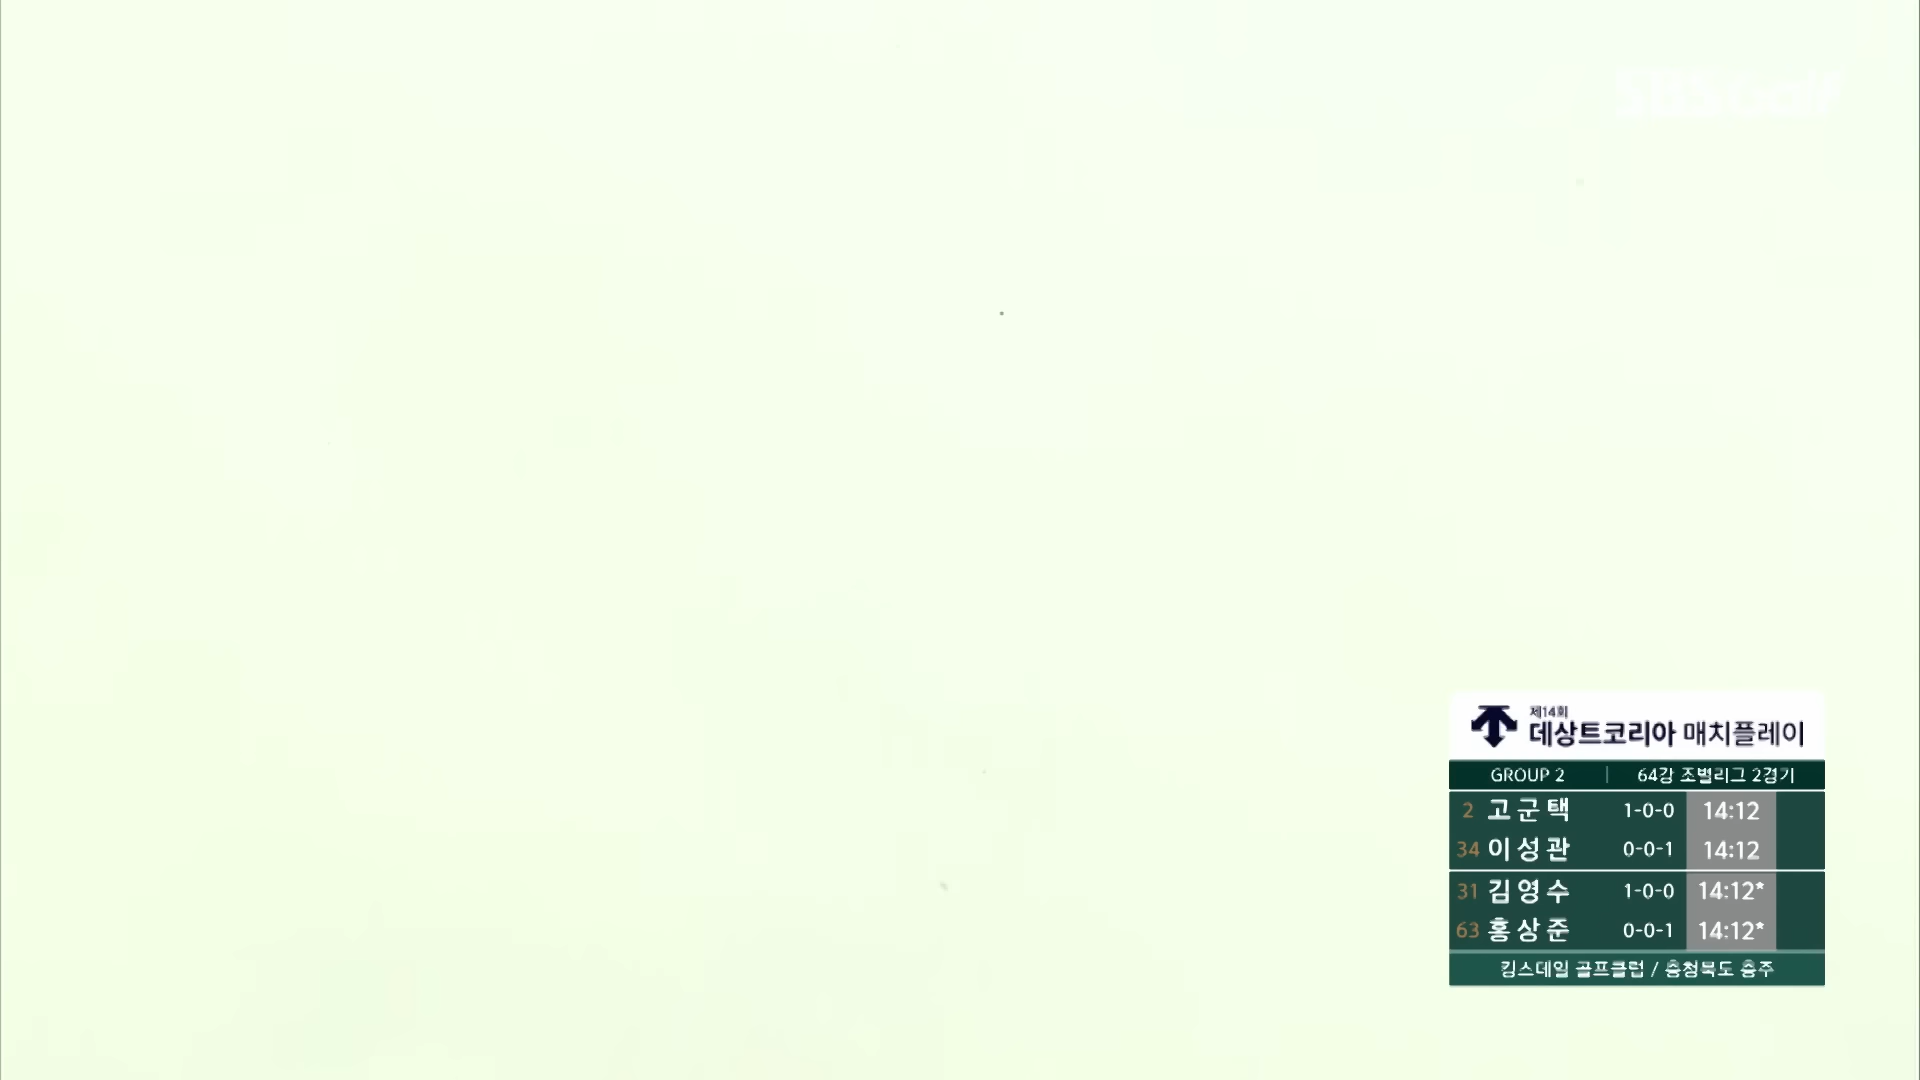 SBS Golf
제14회
데상트코리아 매치플레이
GROUP 2 | 64강 조별리그 2경기
2 고군택 1-0-0 14:12
34 이성관 0-0-1 14:12
31 김영수 1-0-0 14:12*
63 홍상준 0-0-1 14:12*
킹스데일 골프클럽 / 충청북도 충주